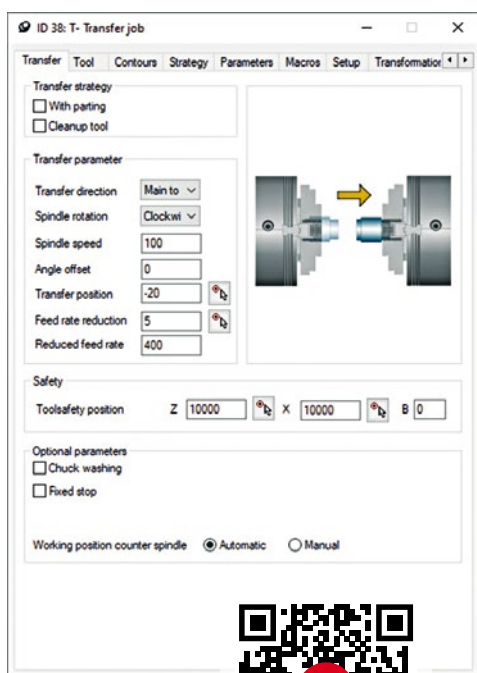 ID 38: T- Transfer job
Transfer Tool Contours Strategy Parameters Macros Setup Transformation
Transfer strategy
With parting
Cleanup tool
Transfer parameter
Transfer direction Main to
Spindle rotation Clockwi
Spindle speed 100
Angle offset 0
Transfer position -20
Feed rate reduction 5
Reduced feed rate 400
Safety
Toolsafety position Z 10000 X 10000 B 0
Optional parameters
Chuck washing
Fixed stop
Working position counter spindle Automatic Manual